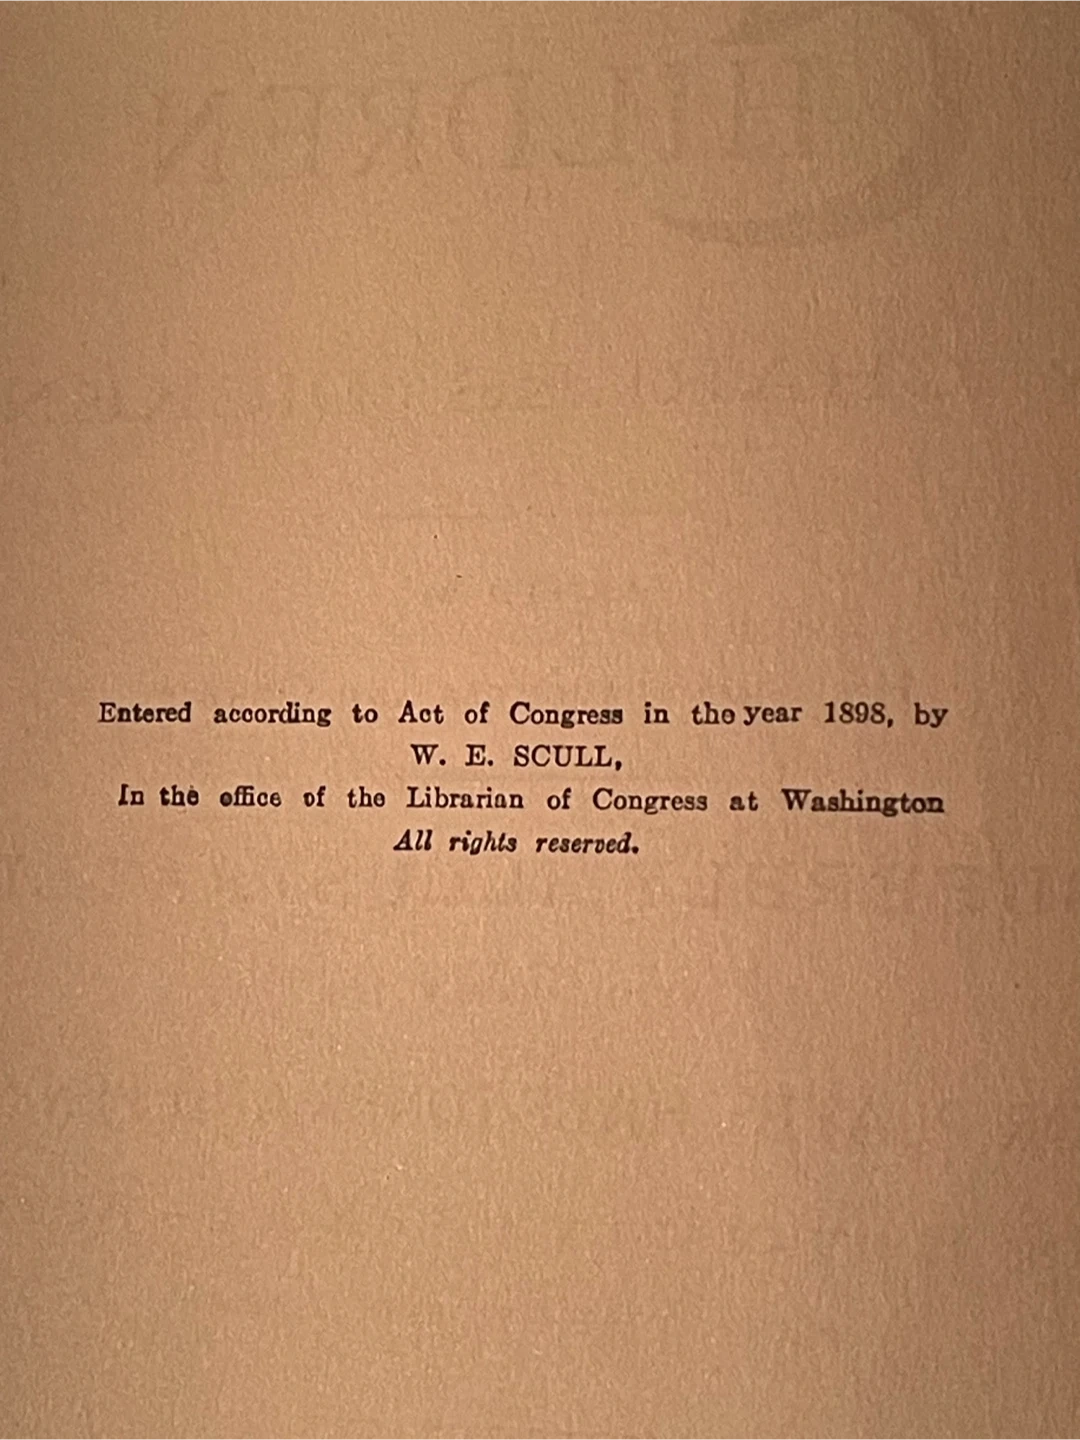 Entered according to Act of Congress in the year 1898, by
W. E. SCULL,
In the office of the Librarian of Congress at Washington
All rights reserved.